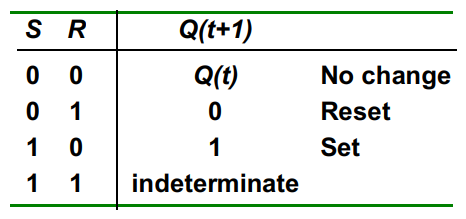 S R Q(t+1)
0 0 Q(t) No change
0 1 0 Reset
1 0 1 Set
1 1 indeterminate